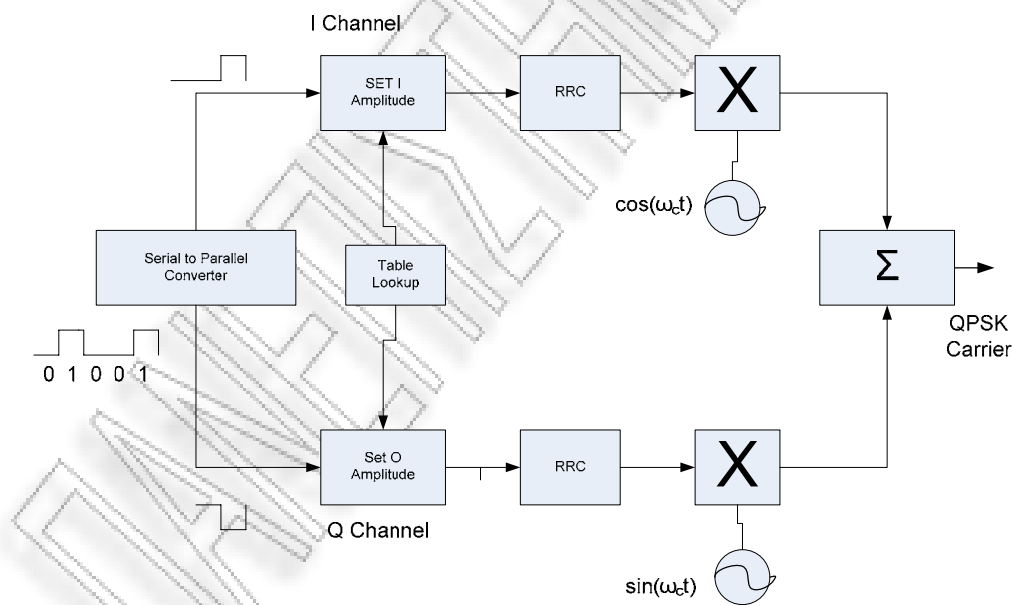 I Channel
SET I
Amplitude
RRC
X
cos(ωct)
Serial to Parallel
Converter
Table
Lookup
Σ
QPSK
Carrier
0 1 0 0 1
Set O
Amplitude
RRC
X
Q Channel
sin(ωct)